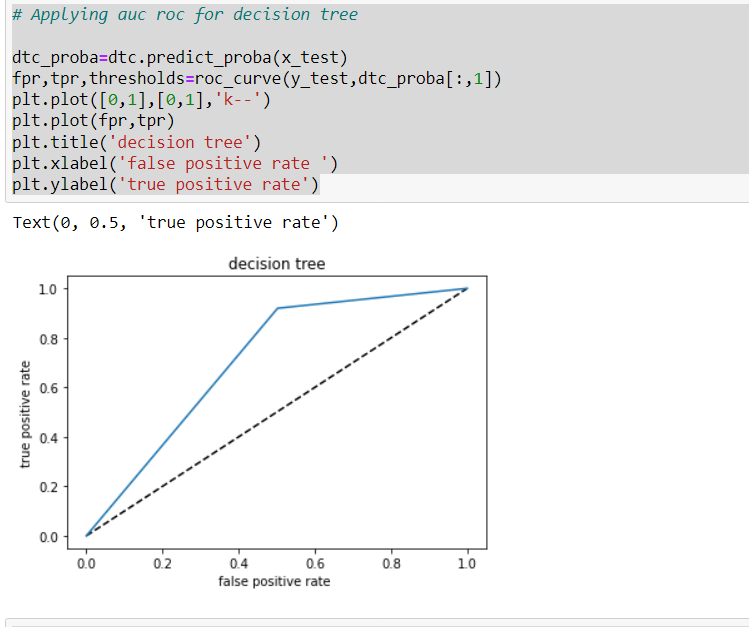 # Applying auc roc for decision tree
dtc_proba=dtc.predict_proba(x_test)
fpr,tpr,thresholds=roc_curve(y_test,dtc_proba[:,1])
plt.plot([0,1],[0,1],'k--')
plt.plot(fpr,tpr)
plt.title('decision tree')
plt.xlabel('false positive rate ')
plt.ylabel('true positive rate')
Text(0, 0.5, 'true positive rate')
decision tree
1.0
0.8
0.6
0.4
0.2
0.0
true positive rate
0.0 0.2 0.4 0.6 0.8 1.0
false positive rate